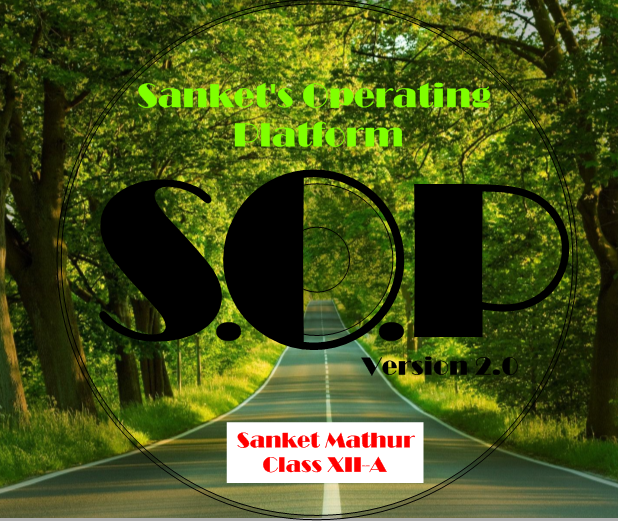 Sanket's Operating
Platform
S.O.P
Version 2.0
Sanket Mathur
Class XII-A